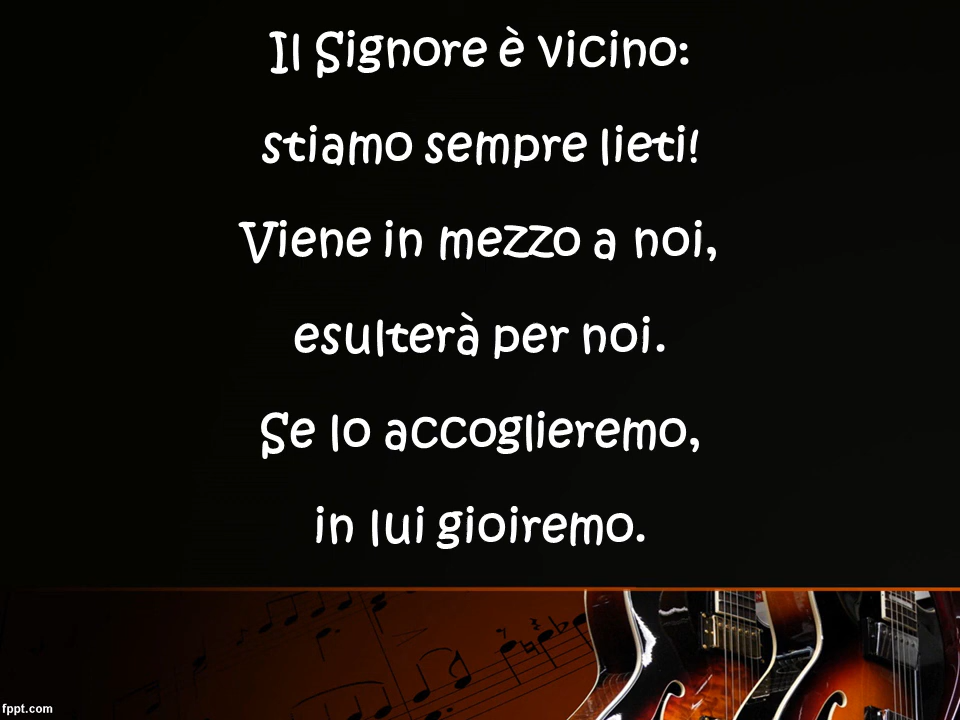 Il Signore è vicino:
stiamo sempre lieti!
Viene in mezzo a noi,
esulterà per noi.
Se lo accoglieremo,
in lui gioiremo.
fppt.com